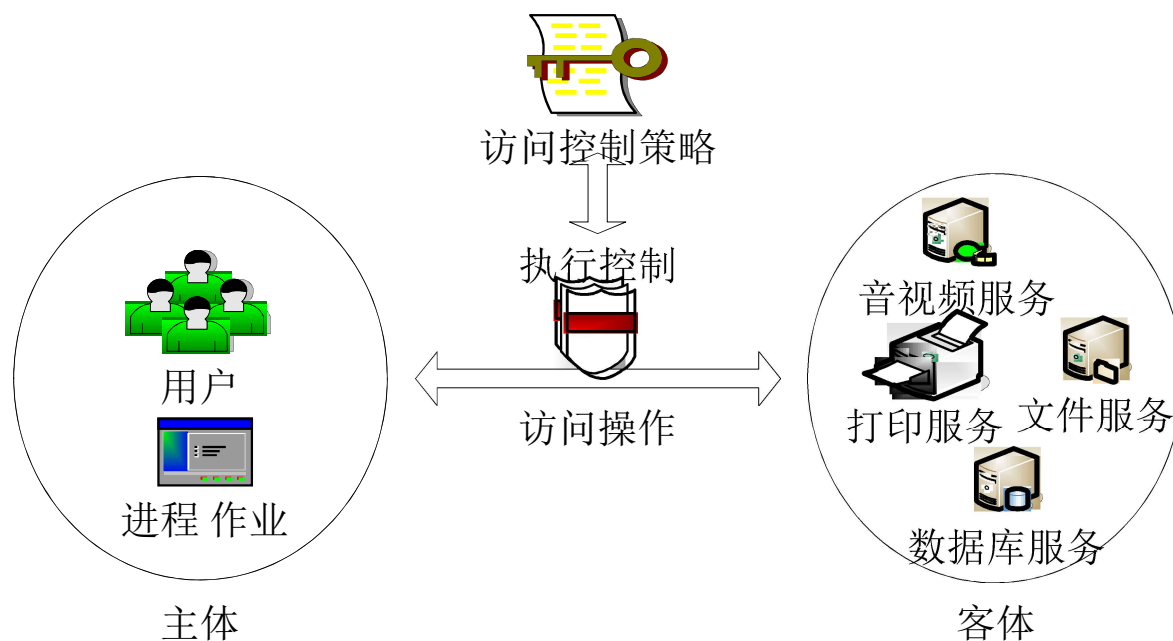 访问控制策略
执行控制
访问操作
用户
进程 作业
主体
音视频服务
打印服务
文件服务
数据库服务
客体